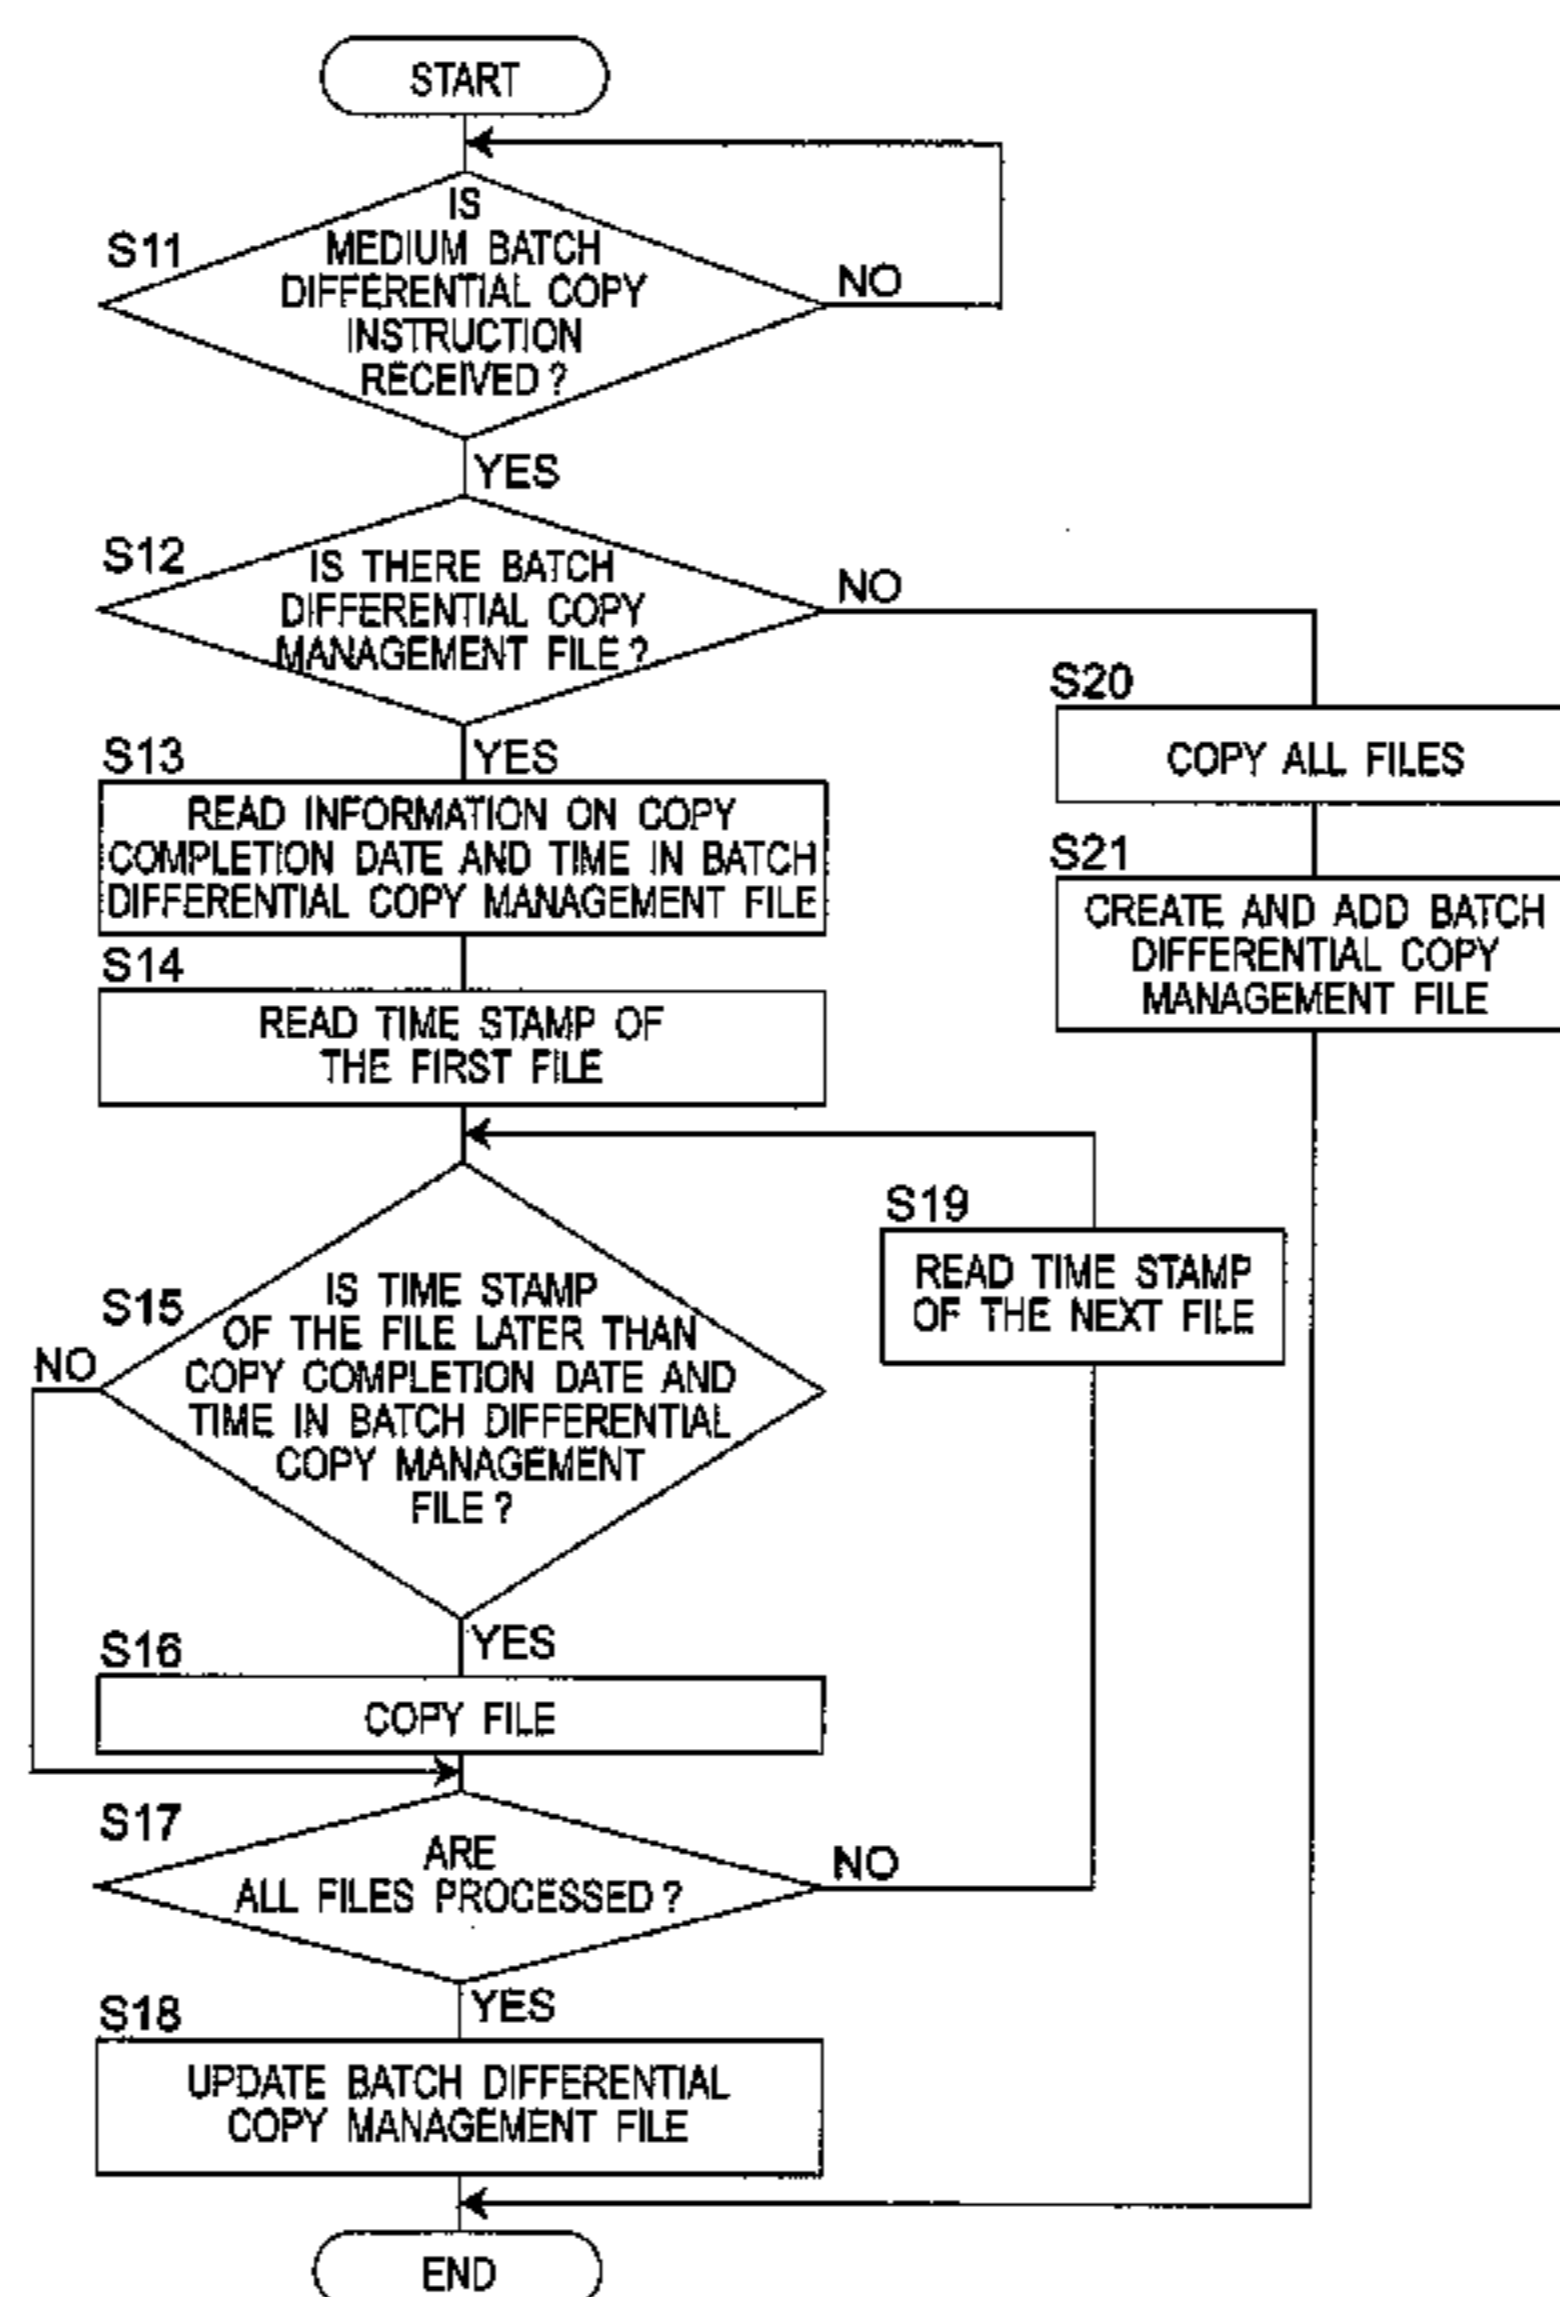 START
S11
IS
MEDIUM BATCH
DIFFERENTIAL COPY
INSTRUCTION
RECEIVED?
NO
YES
S12
IS THERE BATCH
DIFFERENTIAL COPY
MANAGEMENT FILE?
NO
YES
S13
READ INFORMATION ON COPY
COMPLETION DATE AND TIME IN BATCH
DIFFERENTIAL COPY MANAGEMENT FILE
S20
COPY ALL FILES
S21
CREATE AND ADD BATCH
DIFFERENTIAL COPY
MANAGEMENT FILE
S14
READ TIME STAMP OF
THE FIRST FILE
S15
IS TIME STAMP
OF THE FILE LATER THAN
COPY COMPLETION DATE AND
TIME IN BATCH DIFFERENTIAL
COPY MANAGEMENT
FILE?
NO
YES
S19
READ TIME STAMP
OF THE NEXT FILE
S16
COPY FILE
S17
ARE
ALL FILES PROCESSED?
NO
YES
S18
UPDATE BATCH DIFFERENTIAL
COPY MANAGEMENT FILE
END